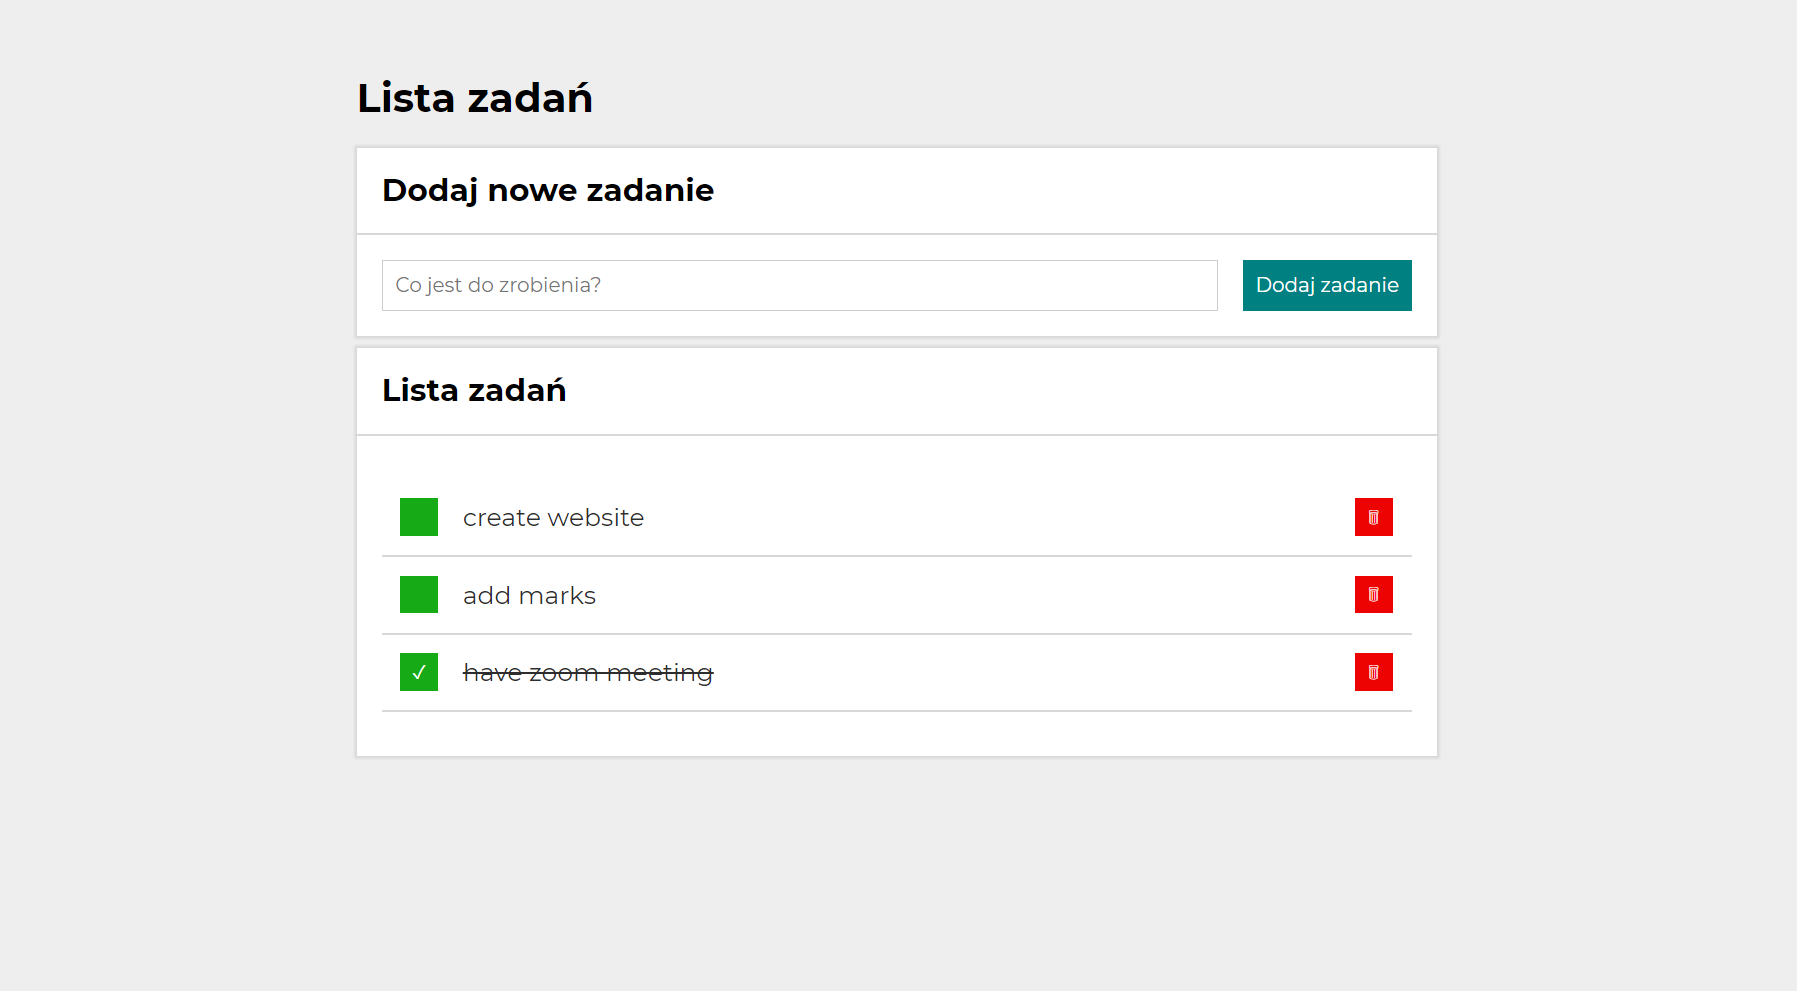 Lista zadań
Dodaj nowe zadanie
Co jest do zrobienia?
Dodaj zadanie
Lista zadań
create website
add marks
✓ have zoom meeting